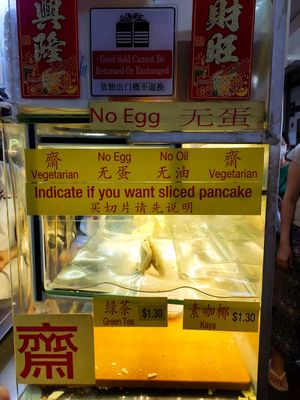 興隆
財旺
Good Sold Cannot Be
Returned Or Exchanged
货物出门概不退换
No Egg 无蛋
齋 No Egg No Oil 齋
Vegetarian 无蛋 无油 Vegetarian
Indicate if you want sliced pancake
买切片请先说明
绿茶 $1.30
Green Tea
素咖椰 $1.30
Kaya
齋